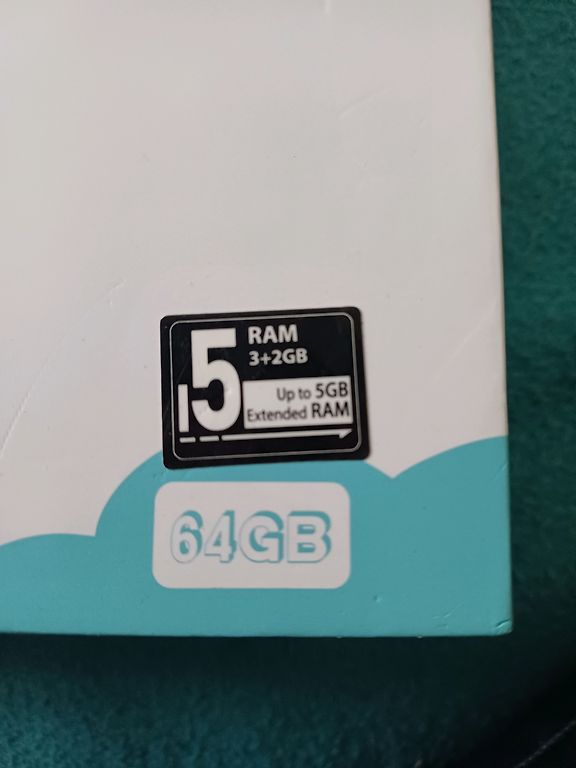 5
RAM
3+2GB
Up to 5GB
Extended RAM
64GB